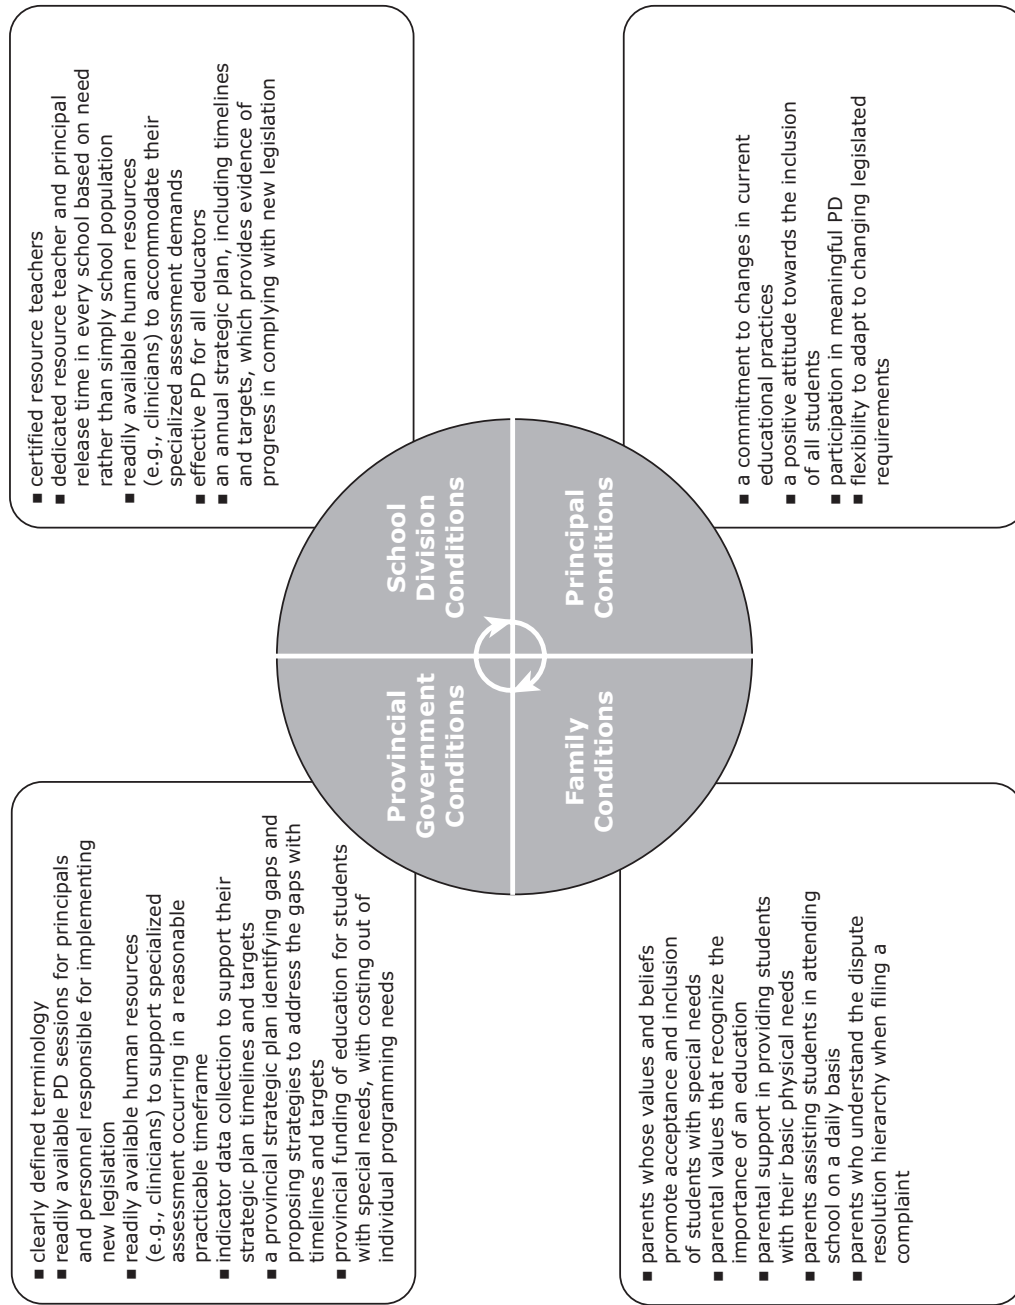 ■ clearly defined terminology
■ readily available PD sessions for principals
and personnel responsible for implementing
new legislation
■ readily available human resources
(e.g., clinicians) to support specialized
assessment occurring in a reasonable
practicable timeframe
■ indicator data collection to support their
strategic plan timelines and targets
■ a provincial strategic plan identifying gaps and
proposing strategies to address the gaps with
timelines and targets
■ provincial funding of education for students
with special needs, with costing out of
individual programming needs
■ certified resource teachers
■ dedicated resource teacher and principal
release time in every school based on need
rather than simply school population
■ readily available human resources
(e.g., clinicians) to accommodate their
specialized assessment demands
■ effective PD for all educators
■ an annual strategic plan, including timelines
and targets, which provides evidence of
progress in complying with new legislation
Provincial
Government
Conditions
School
Division
Conditions
Family
Conditions
Principal
Conditions
■ parents whose values and beliefs
promote acceptance and inclusion
of students with special needs
■ parental values that recognize the
importance of an education
■ parental support in providing students
with their basic physical needs
■ parents assisting students in attending
school on a daily basis
■ parents who understand the dispute
resolution hierarchy when filing a
complaint
■ a commitment to changes in current
educational practices
■ a positive attitude towards the inclusion
of all students
■ participation in meaningful PD
■ flexibility to adapt to changing legislated
requirements